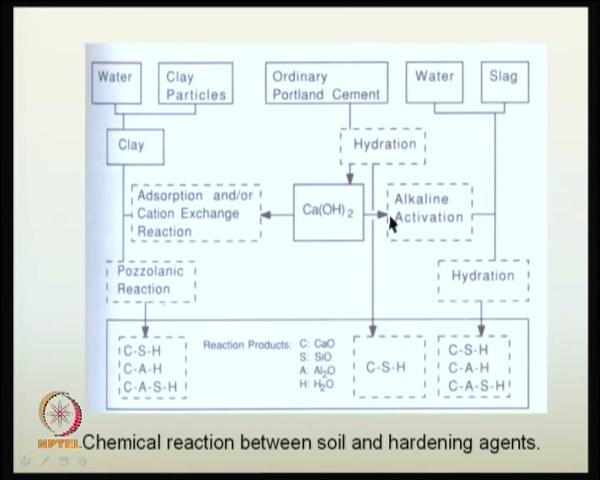 Water
Clay
Particles
Ordinary
Portland Cement
Water
Slag
Clay
Hydration
Adsorption and/or
Cation Exchange
Reaction
Ca(OH)2
Alkaline
Activation
Pozzolanic
Reaction
Hydration
C-S-H
C-A-H
C-A-S-H
Reaction Products: C: CaO
S: SiO
A: Al2O
H: H2O
C-S-H
C-S-H
C-A-H
C-A-S-H
NPTEL
Chemical reaction between soil and hardening agents.